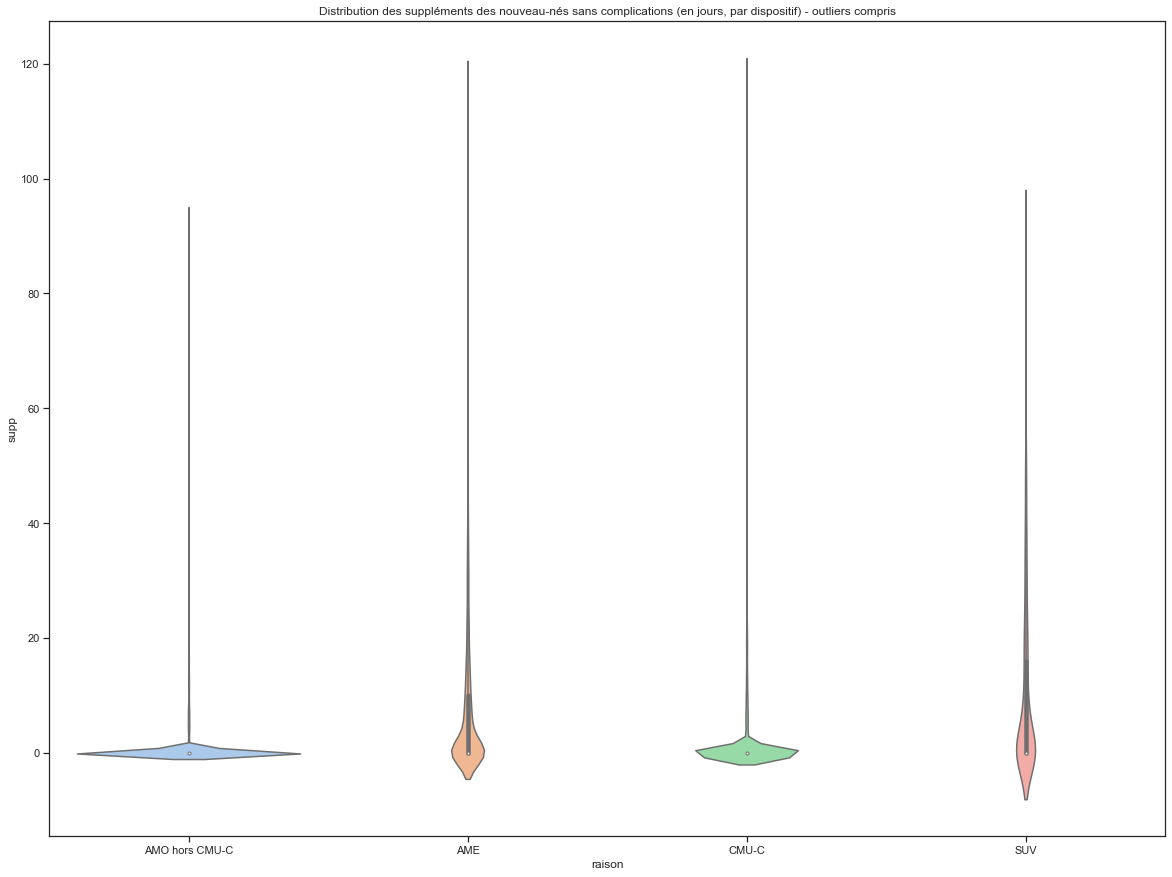 Distribution des suppléments des nouveau-nés sans complications (en jours, par dispositif) - outliers compris
120
100
80
60
40
20
0
supp
AMO hors CMU-C
AME
CMU-C
SUV
raison